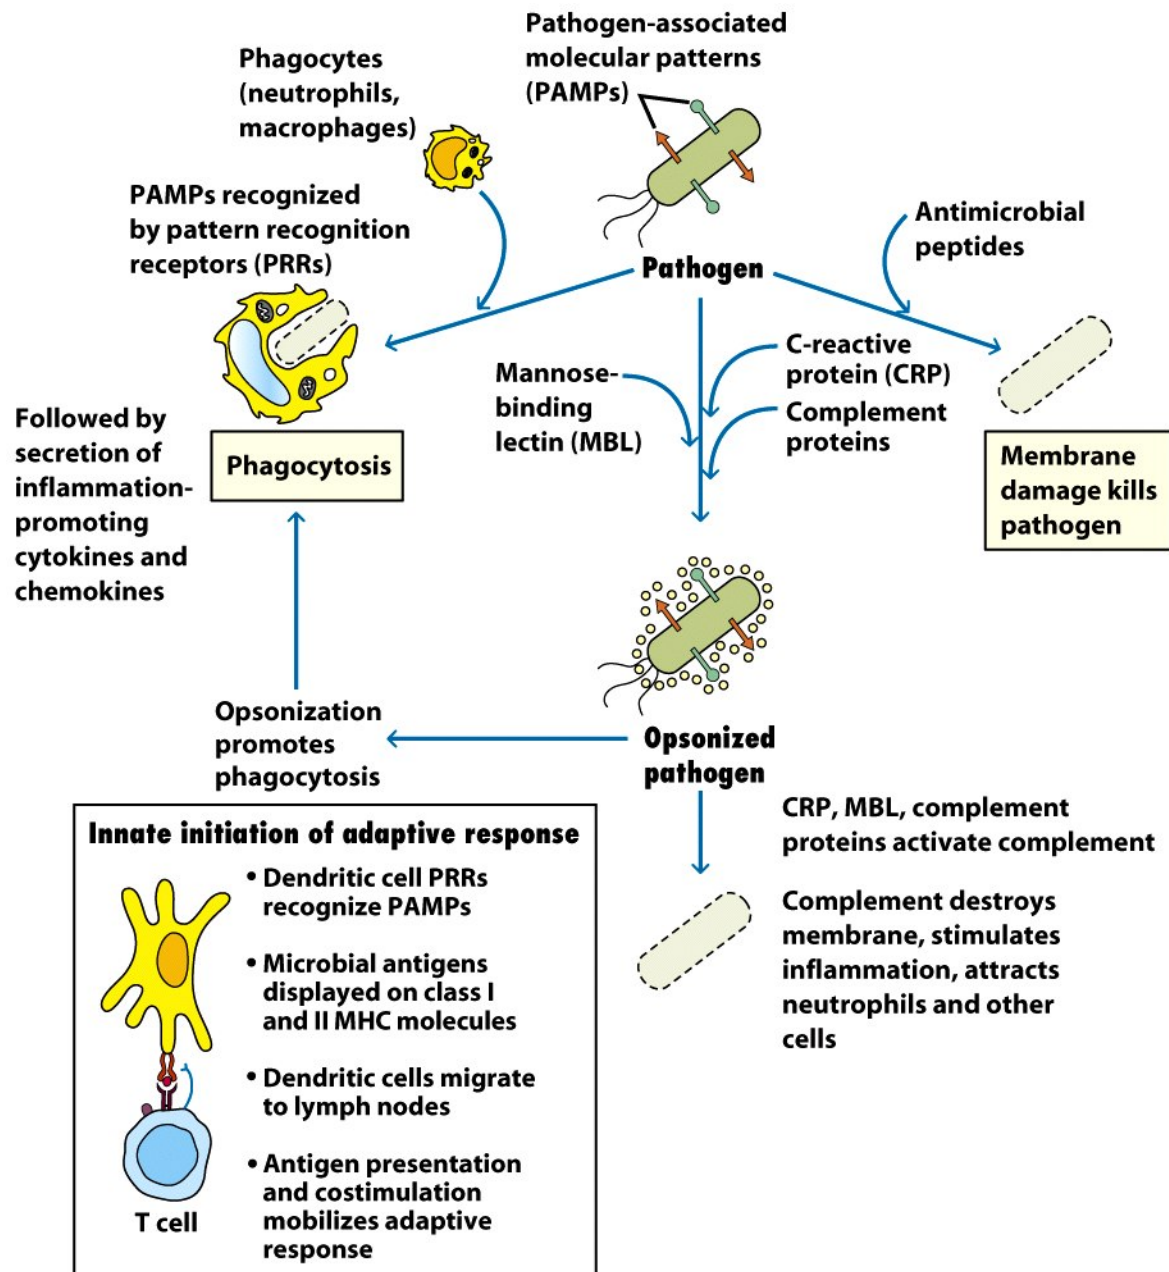 Pathogen-associated
molecular patterns
(PAMPs)
Phagocytes
(neutrophils,
macrophages)
PAMPs recognized
by pattern recognition
receptors (PRRs)
Antimicrobial
peptides
Pathogen
Mannose-
binding
lectin (MBL)
C-reactive
protein (CRP)
Complement
proteins
Followed by
secretion of
inflammation-
promoting
cytokines and
chemokines
Phagocytosis
Membrane
damage kills
pathogen
Opsonization
promotes
phagocytosis
Opsonized
pathogen
CRP, MBL, complement
proteins activate complement
Complement destroys
membrane, stimulates
inflammation, attracts
neutrophils and other
cells
Innate initiation of adaptive response
• Dendritic cell PRRs
recognize PAMPs
• Microbial antigens
displayed on class I
and II MHC molecules
• Dendritic cells migrate
to lymph nodes
• Antigen presentation
and costimulation
mobilizes adaptive
response
T cell